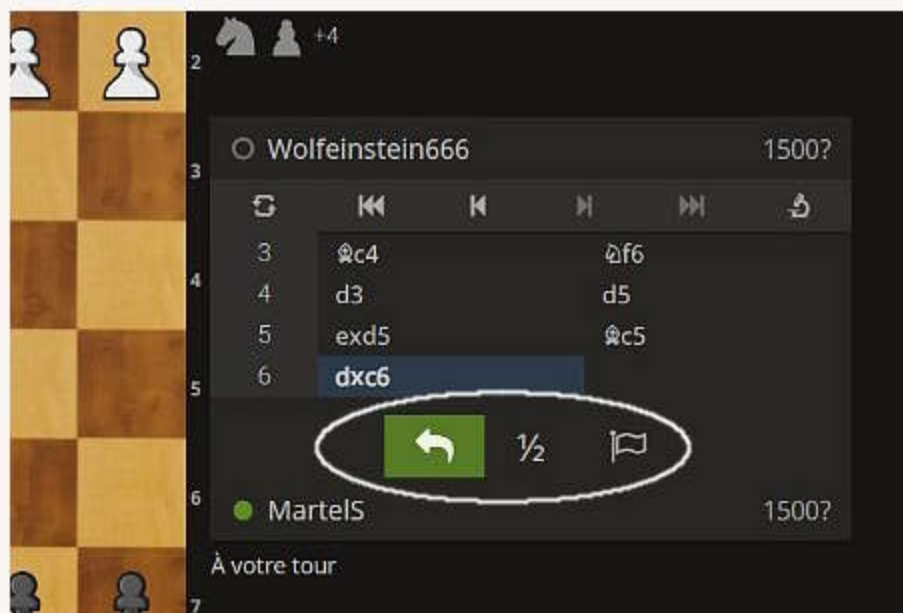 2
+4
Wolfeinstein666 1500?
3
3 ♗c4 ♘f6
4
4 d3 d5
5 exd5 ♗c5
6 dxc6
5
½
6
MartelS 1500?
À votre tour
7